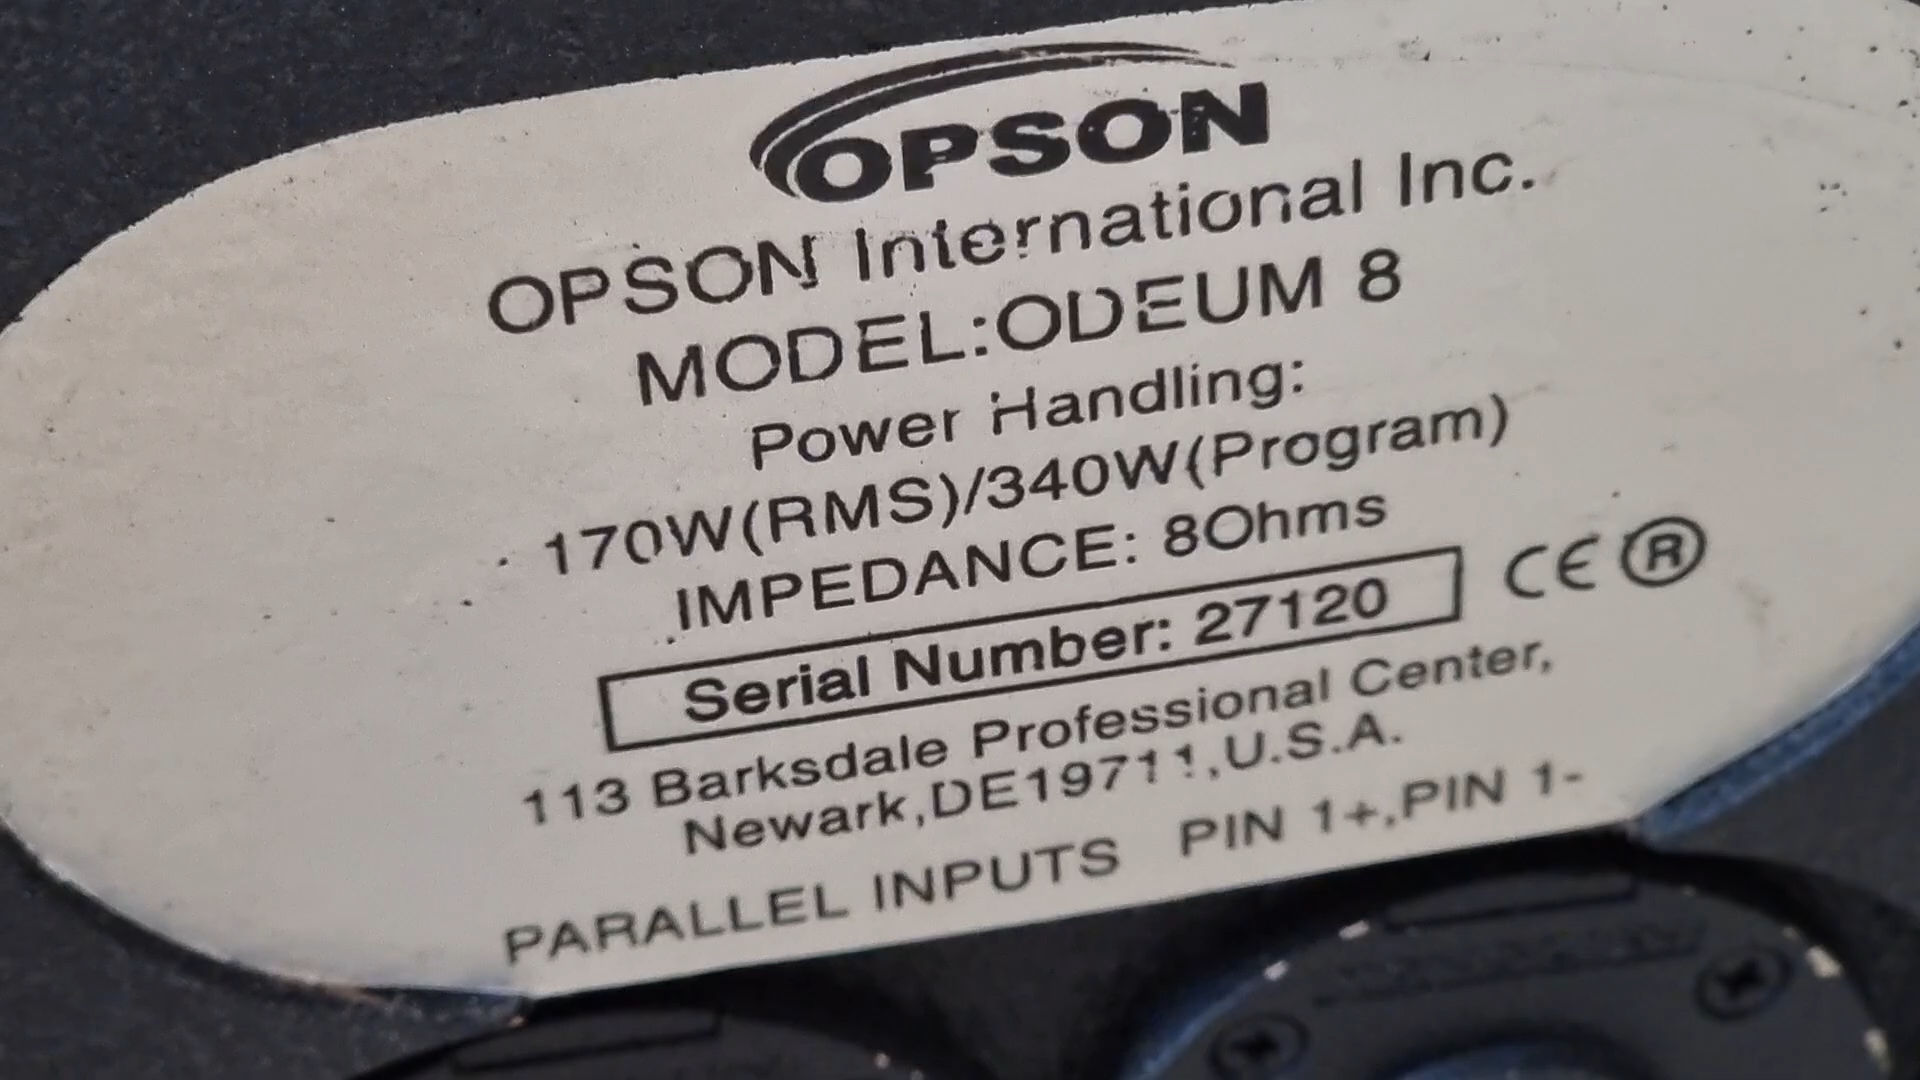 OPSON
OPSON International Inc.
MODEL:ODEUM 8
Power Handling:
170W(RMS)/340W(Program)
IMPEDANCE: 8Ohms
Serial Number: 27120 CE ®
113 Barksdale Professional Center,
Newark,DE19711,U.S.A.
PARALLEL INPUTS PIN 1+,PIN 1-